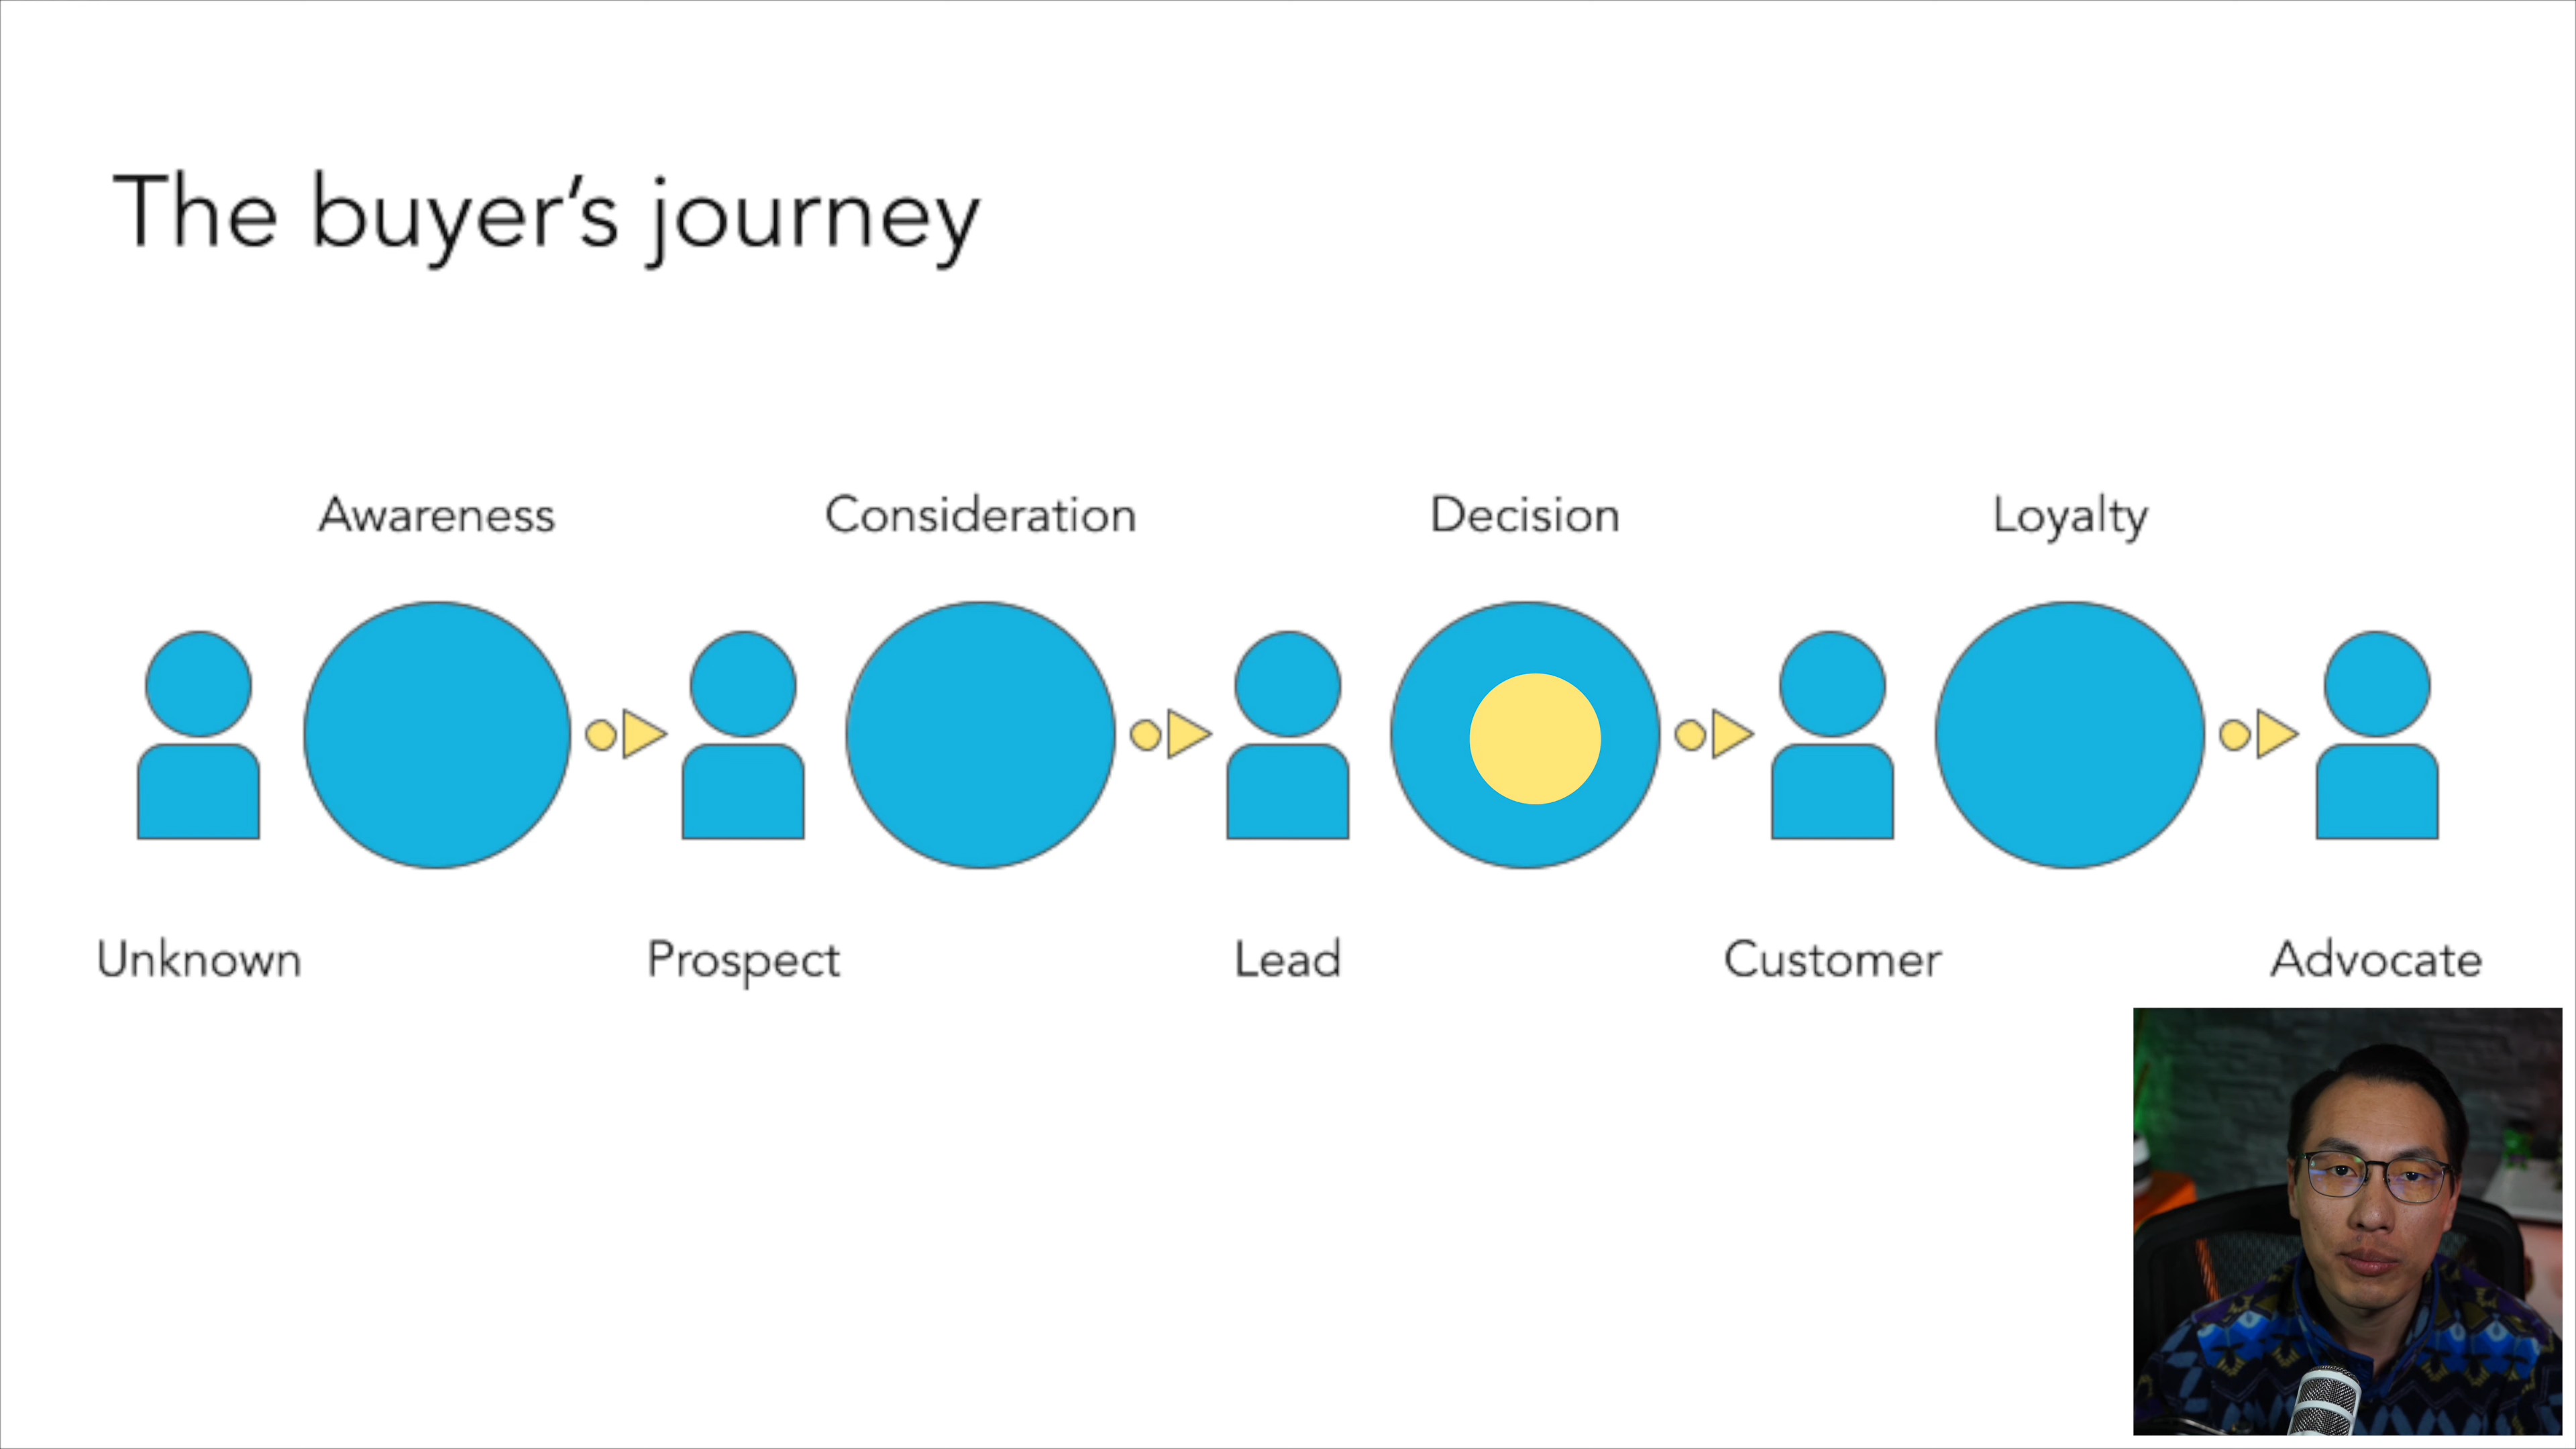 The buyer’s journey
Awareness Consideration Decision Loyalty
Unknown Prospect Lead Customer Advocate